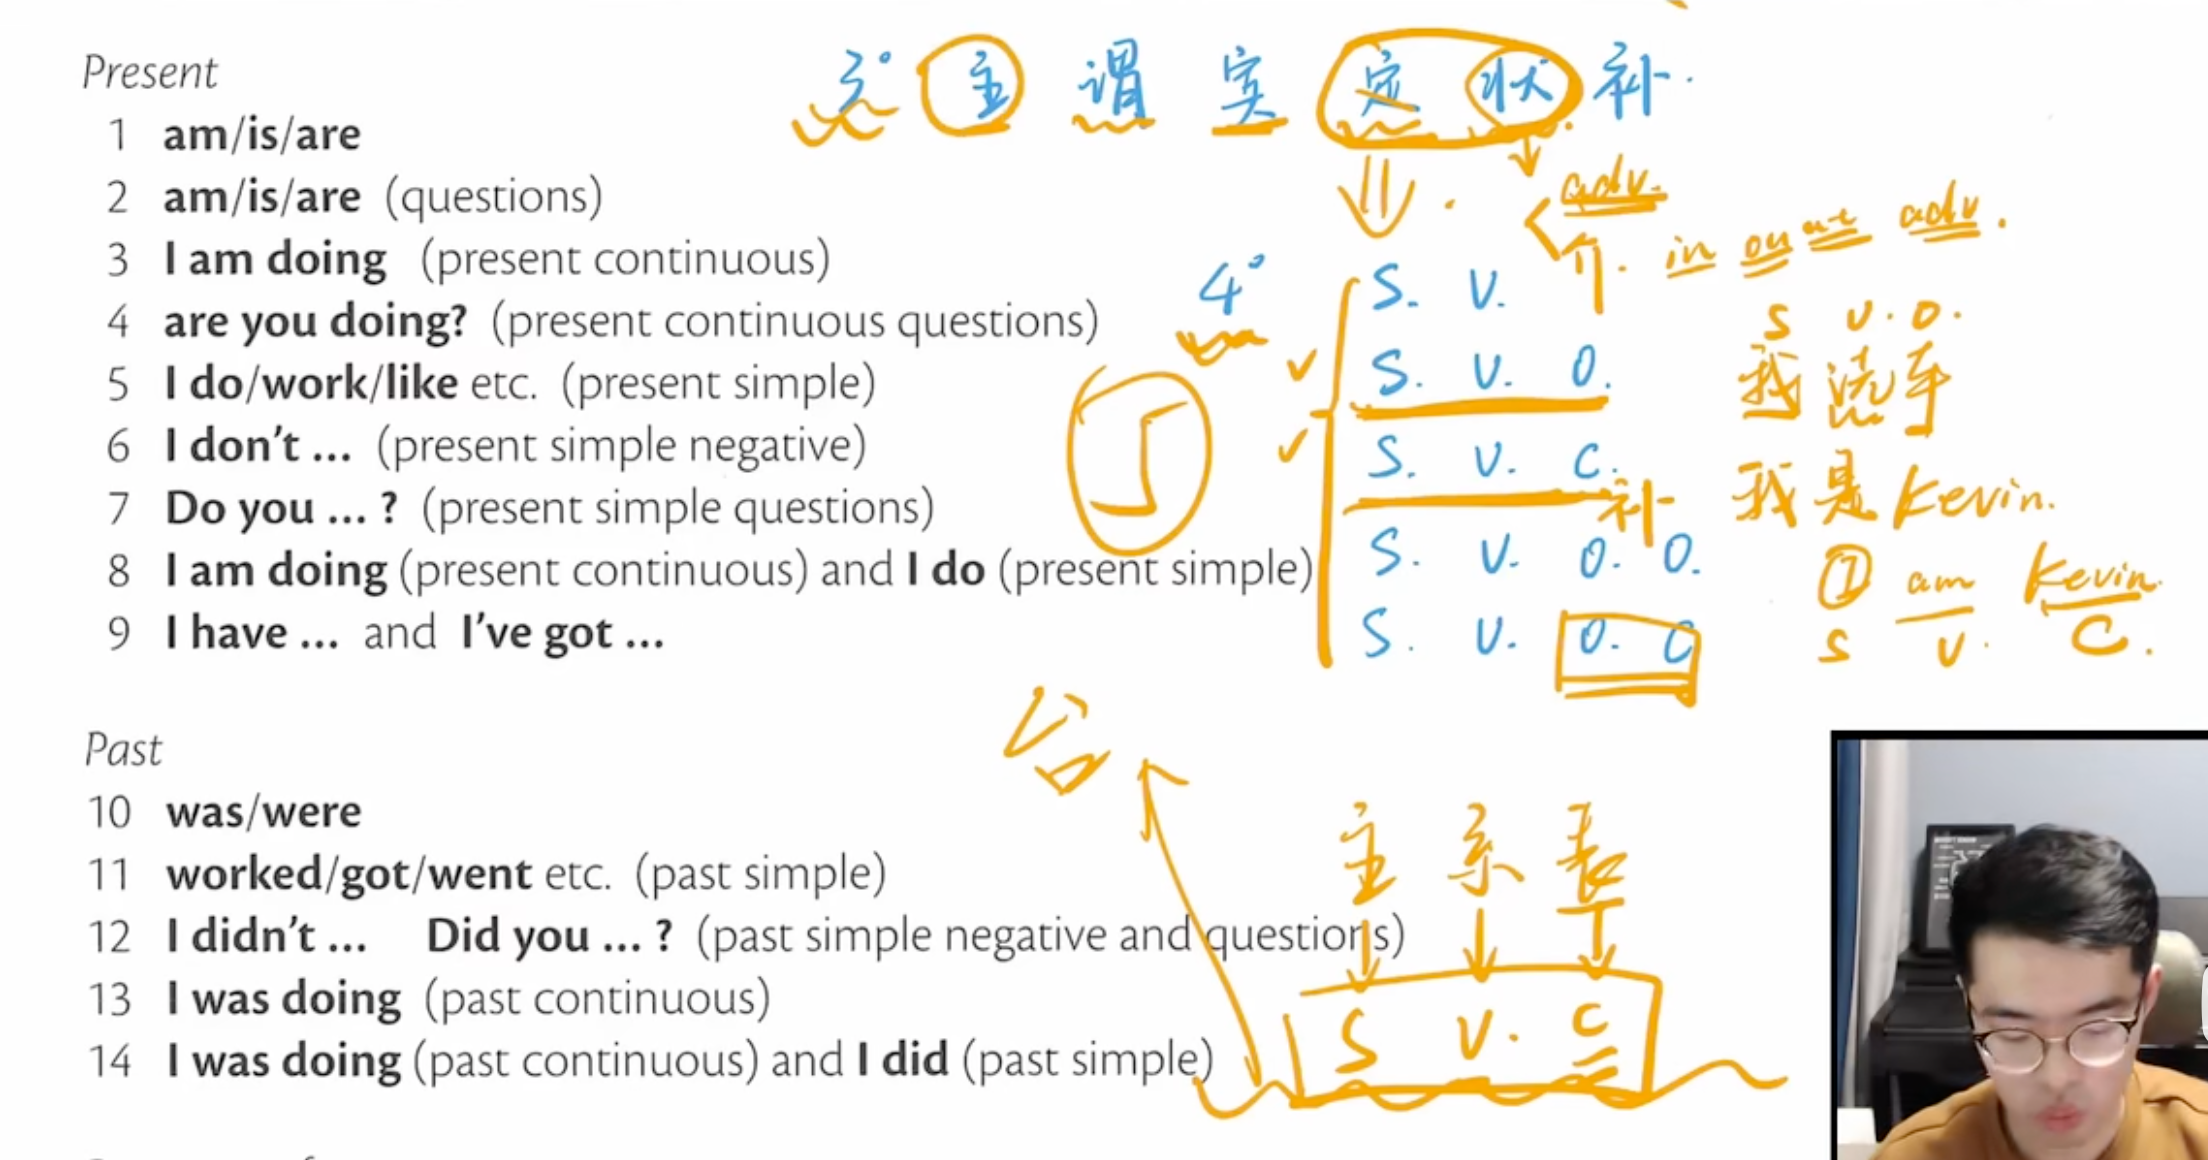 Present
1 am/is/are
2 am/is/are (questions)
3 I am doing (present continuous)
4 are you doing? (present continuous questions)
5 I do/work/like etc. (present simple)
6 I don't ... (present simple negative)
7 Do you ... ? (present simple questions)
8 I am doing (present continuous) and I do (present simple)
9 I have ... and I've got ...
Past
10 was/were
11 worked/got/went etc. (past simple)
12 I didn't ... Did you ... ? (past simple negative and questions)
13 I was doing (past continuous)
14 I was doing (past continuous) and I did (past simple)
3° 主 谓 宾 定 状 补.
adv.
介. in on at adv.
4°
S. V.
S. V. O.
S. V. C.
补
S. V. O. O.
S. V. O. C
5
S V. O.
我 洗 车
我 是 Kevin.
I am Kevin.
S V. C.
主 系 表
S V. C